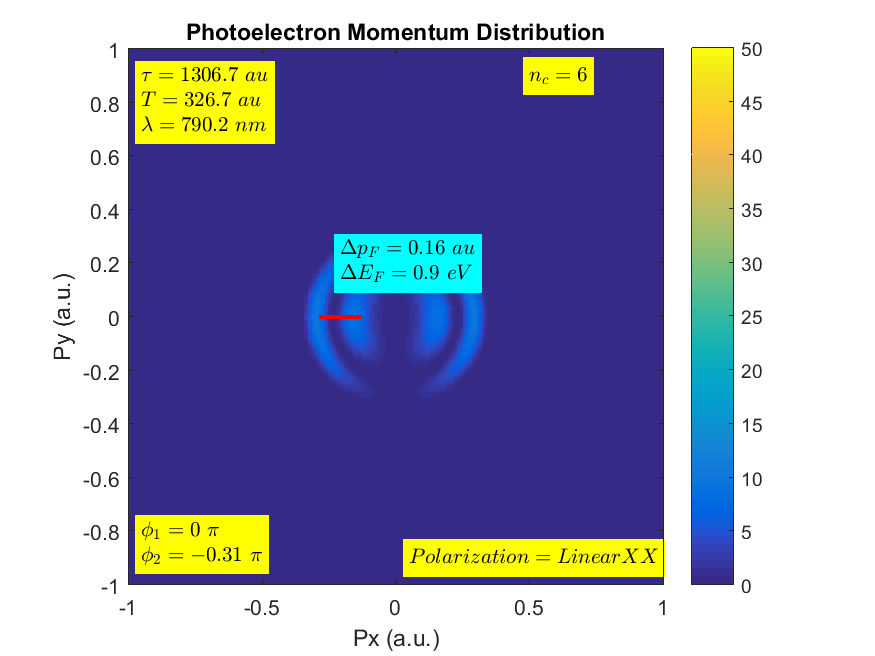 Photoelectron Momentum Distribution
τ = 1306.7 au
T = 326.7 au
λ = 790.2 nm
n_c = 6
Δp_F = 0.16 au
ΔE_F = 0.9 eV
ϕ_1 = 0 π
ϕ_2 = −0.31 π
Polarization = LinearXX
Py (a.u.)
1
0.8
0.6
0.4
0.2
0
-0.2
-0.4
-0.6
-0.8
-1
-1 -0.5 0 0.5 1
Px (a.u.)
50
45
40
35
30
25
20
15
10
5
0